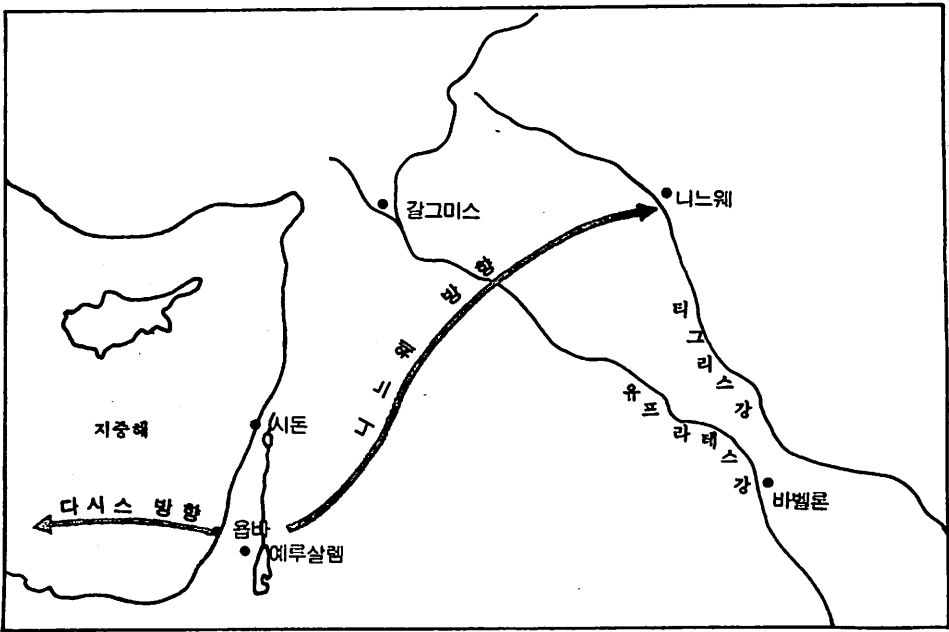 니느웨
갈그미스
니느웨 방향
티그리스강
유프라테스강
지중해
시돈
다시스 방향
바벨론
욥바
예루살렘